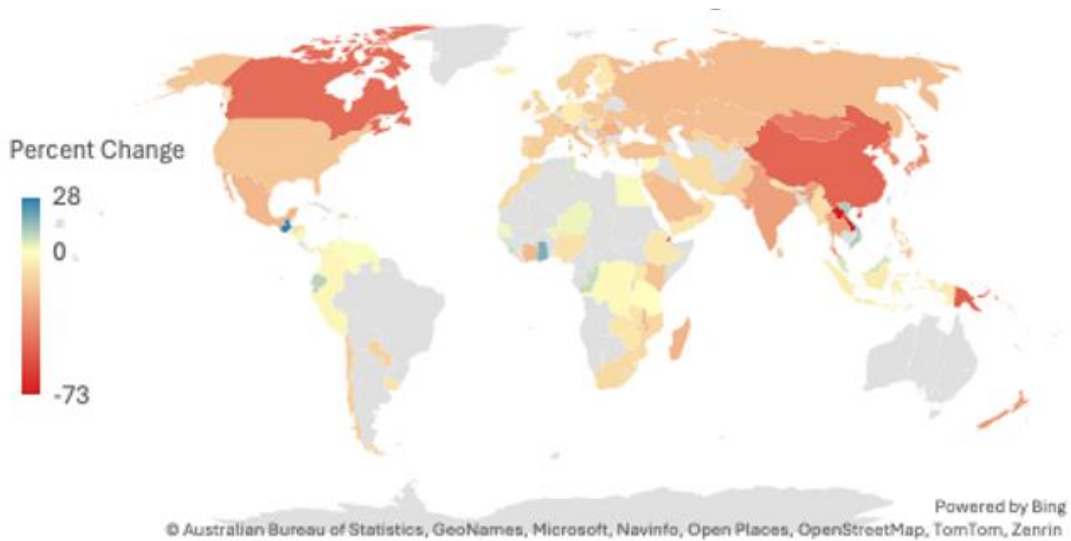 Percent Change
28
0
-73
Powered by Bing
© Australian Bureau of Statistics, GeoNames, Microsoft, Navinfo, Open Places, OpenStreetMap, TomTom, Zenrin